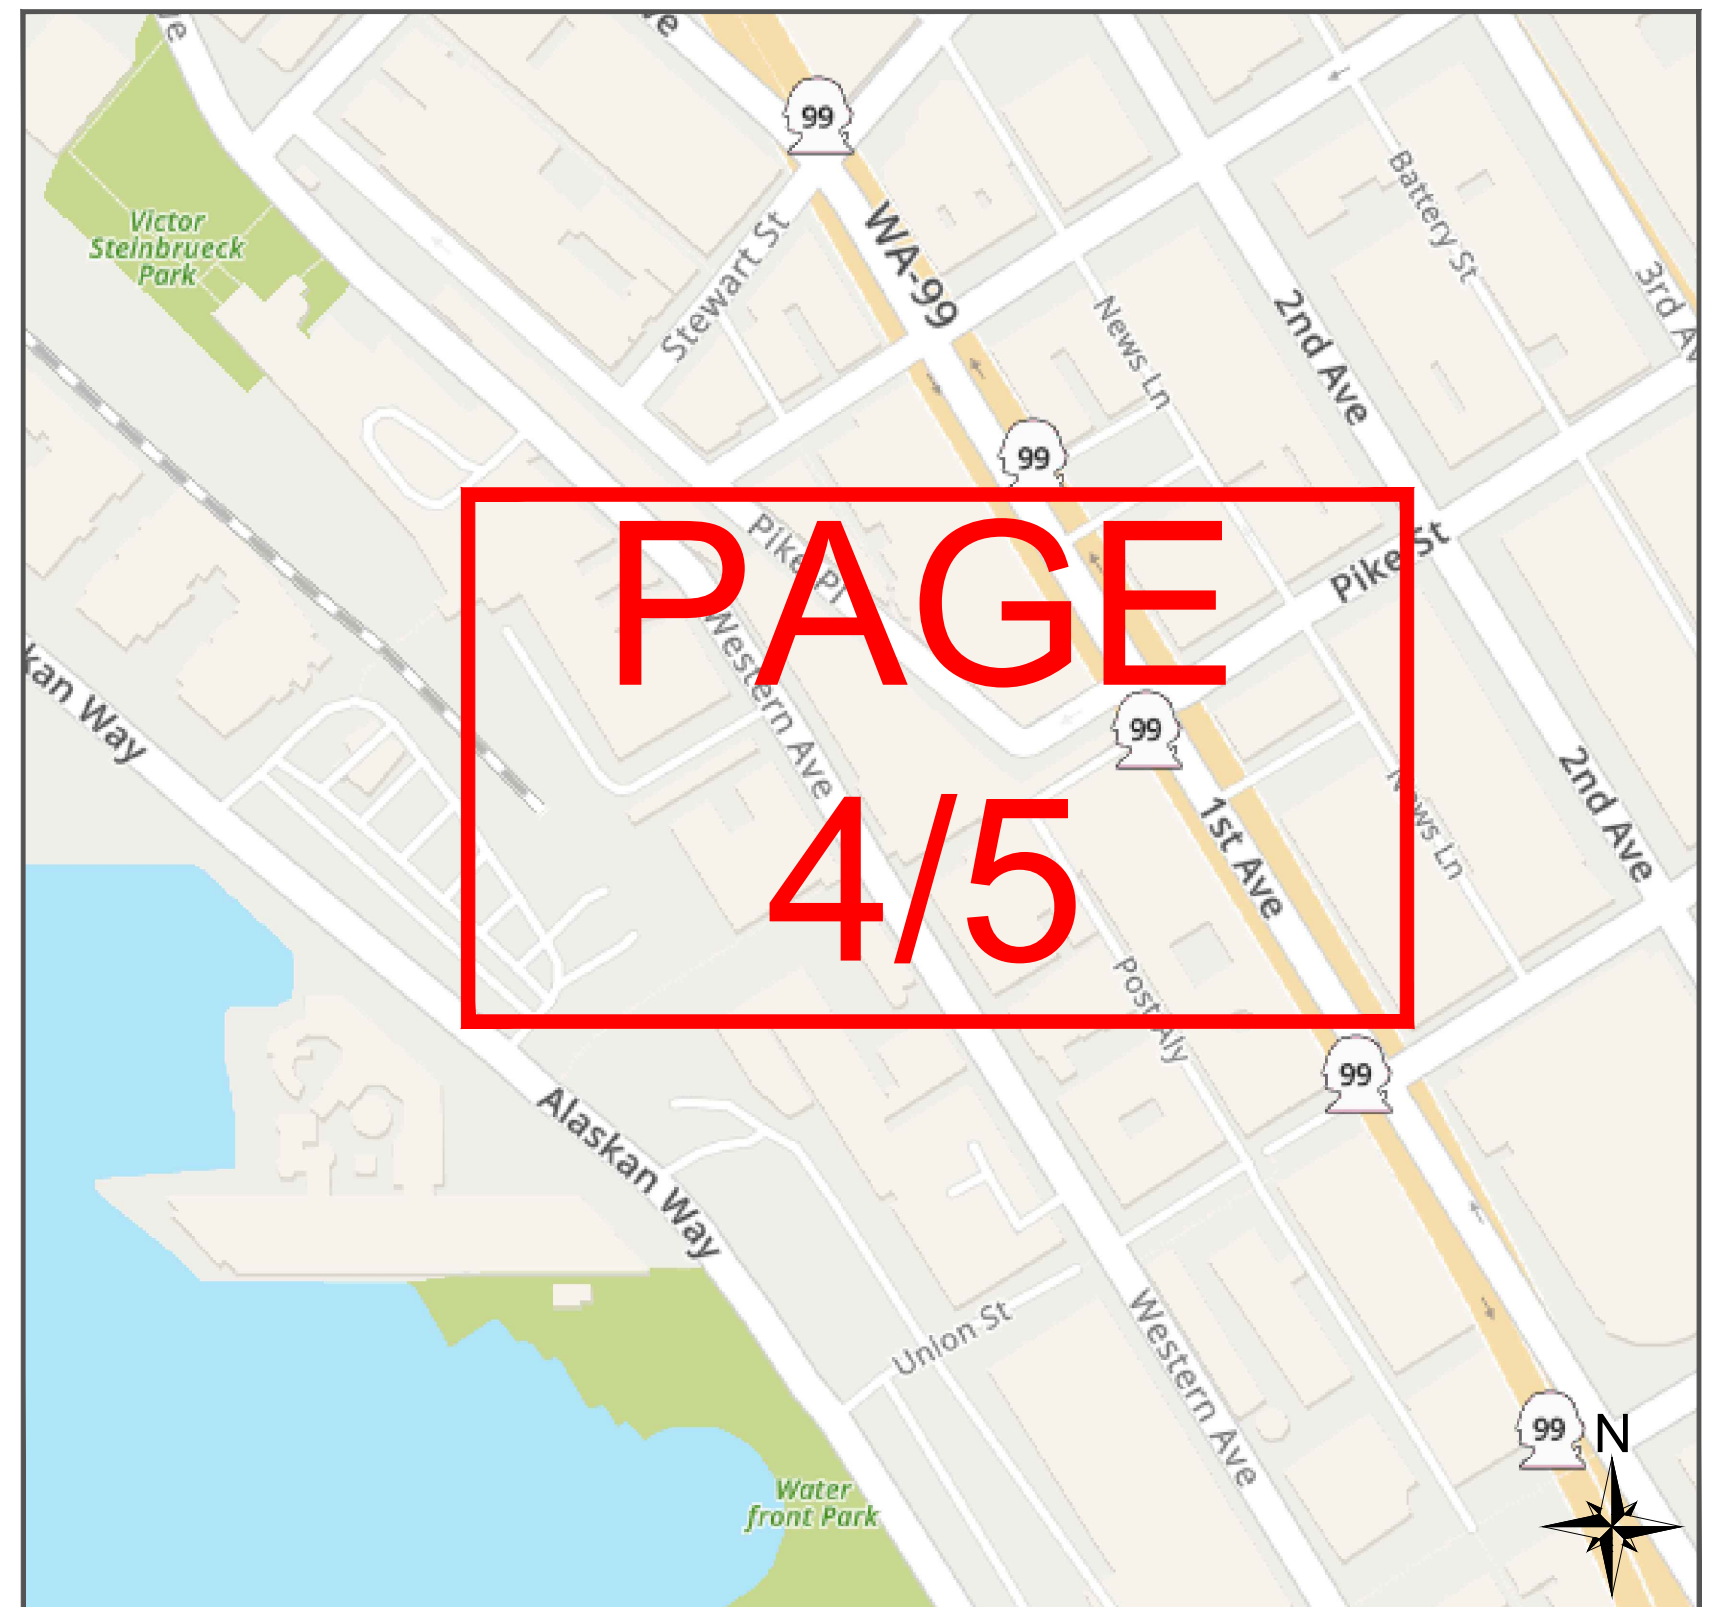 ve
ve
99
Victor
Steinbrueck
Park
Stewart St
WA-99
Battery St
3rd Av
2nd Ave
News Ln
99
Pike Pl
Pike St
PAGE
4/5
Western Ave
kan Way
99
1st Ave
News Ln
2nd Ave
Post Aly
99
Alaskan Way
Union St
Western Ave
99
N
Water
front Park